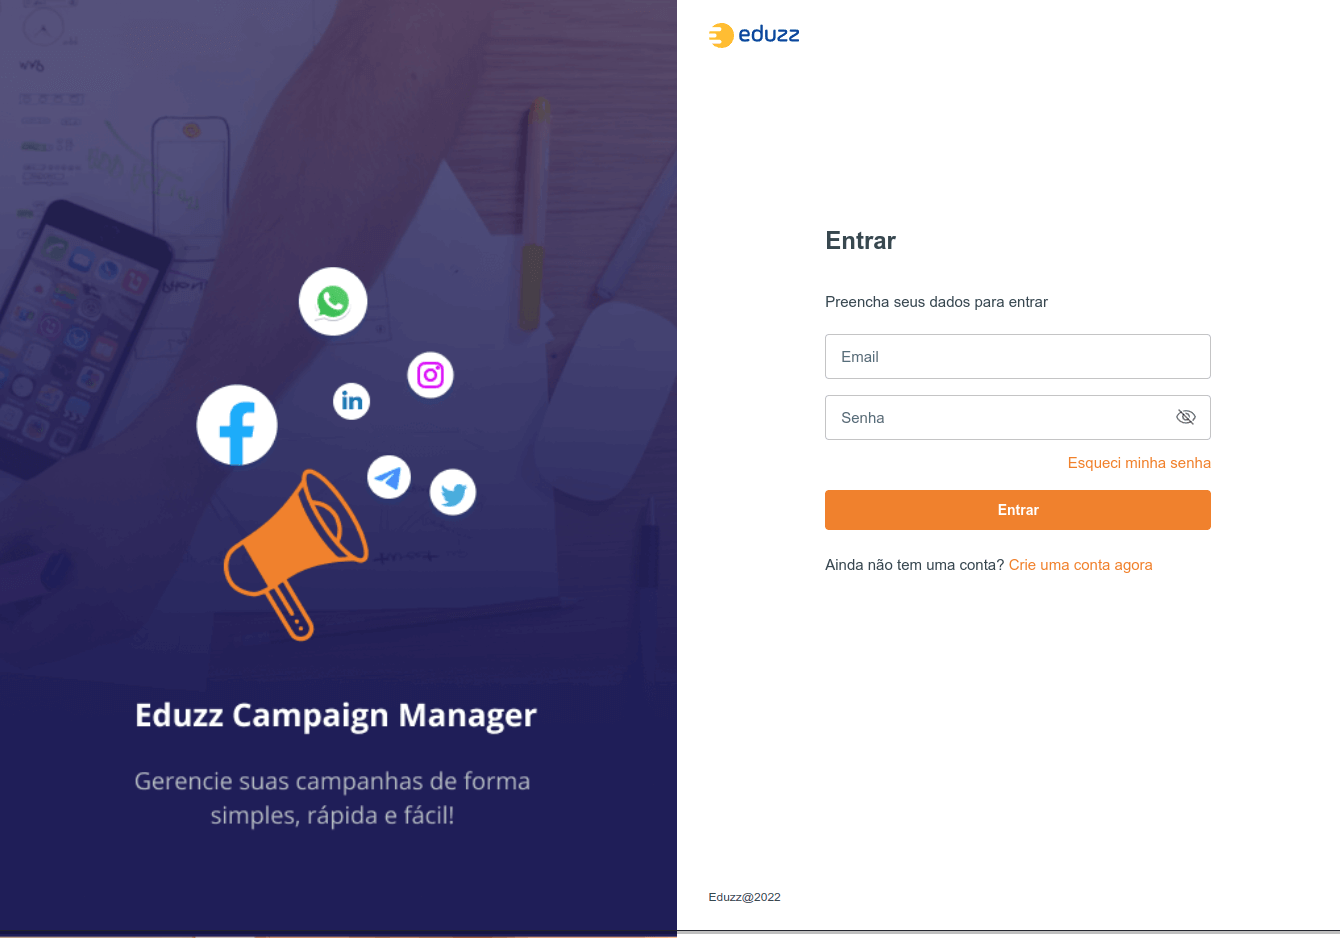 Eduzz Campaign Manager
Gerencie suas campanhas de forma
simples, rápida e fácil!
eduzz
Entrar
Preencha seus dados para entrar
Email
Senha
Esqueci minha senha
Entrar
Ainda não tem uma conta? Crie uma conta agora
Eduzz@2022